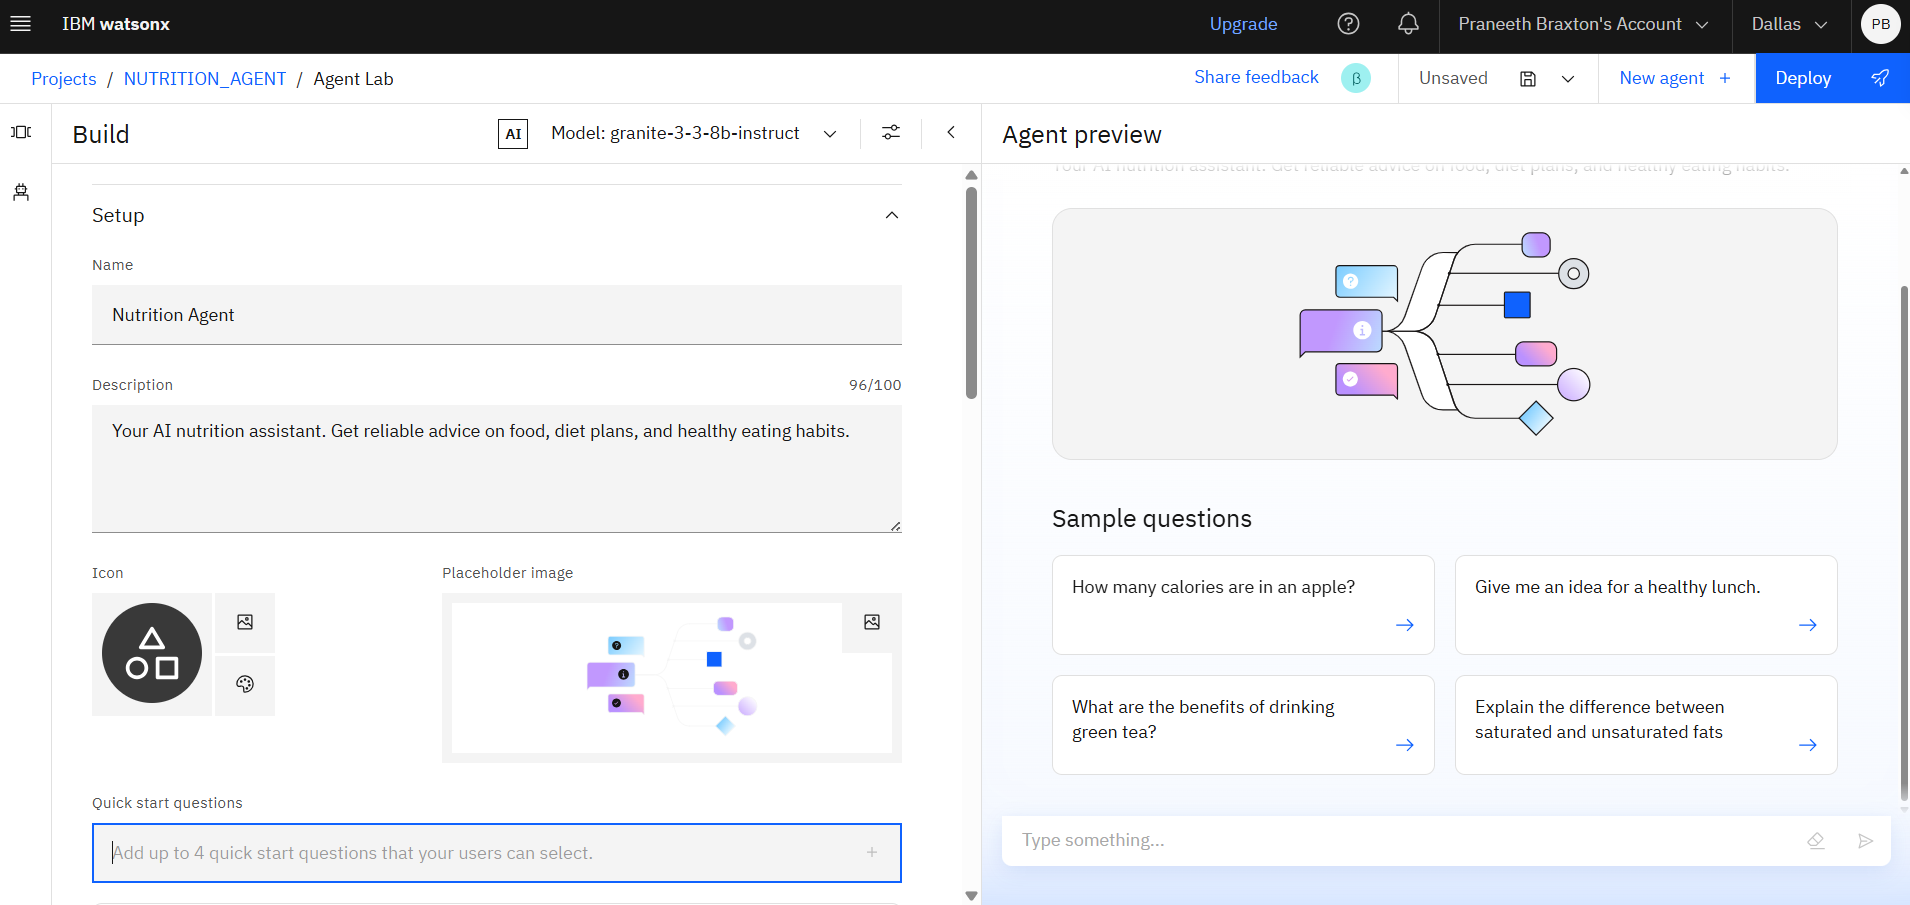 IBM watsonx
Upgrade
Praneeth Braxton's Account
Dallas
PB
Projects / NUTRITION_AGENT / Agent Lab
Share feedback
β
Unsaved
New agent +
Deploy
Build
AI
Model: granite-3-3-8b-instruct
Agent preview
Setup
Name
Nutrition Agent
Description
96/100
Your AI nutrition assistant. Get reliable advice on food, diet plans, and healthy eating habits.
Icon
Placeholder image
Quick start questions
Add up to 4 quick start questions that your users can select.
Your AI nutrition assistant. Get reliable advice on food, diet plans, and healthy eating habits.
Sample questions
How many calories are in an apple?
Give me an idea for a healthy lunch.
What are the benefits of drinking
green tea?
Explain the difference between
saturated and unsaturated fats
Type something...